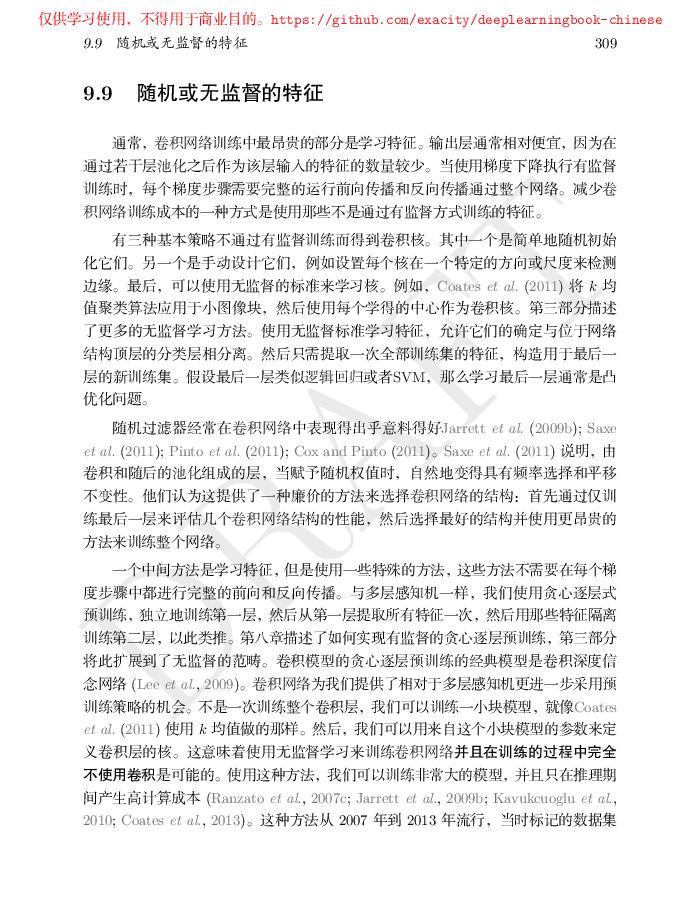 仅供学习使用，不得用于商业目的。https://github.com/exacity/deeplearningbook-chinese
9.9 随机或无监督的特征 309
9.9 随机或无监督的特征
通常，卷积网络训练中最昂贵的部分是学习特征。输出层通常相对便宜，因为在
通过若干层池化之后作为该层输入的特征的数量较少。当使用梯度下降执行有监督
训练时，每个梯度步骤需要完整的运行前向传播和反向传播通过整个网络。减少卷
积网络训练成本的一种方式是使用那些不是通过有监督方式训练的特征。
有三种基本策略不通过有监督训练而得到卷积核。其中一个是简单地随机初始
化它们。另一个是手动设计它们，例如设置每个核在一个特定的方向或尺度来检测
边缘。最后，可以使用无监督的标准来学习核。例如，Coates et al. (2011) 将 k 均
值聚类算法应用于小图像块，然后使用每个学得的中心作为卷积核。第三部分描述
了更多的无监督学习方法。使用无监督标准学习特征，允许它们的确定与位于网络
结构顶层的分类层相分离。然后只需提取一次全部训练集的特征，构造用于最后一
层的新训练集。假设最后一层类似逻辑回归或者SVM，那么学习最后一层通常是凸
优化问题。
随机过滤器经常在卷积网络中表现得出乎意料得好Jarrett et al. (2009b); Saxe
et al. (2011); Pinto et al. (2011); Cox and Pinto (2011)。Saxe et al. (2011) 说明，由
卷积和随后的池化组成的层，当赋予随机权值时，自然地变得具有频率选择和平移
不变性。他们认为这提供了一种廉价的方法来选择卷积网络的结构：首先通过仅训
练最后一层来评估几个卷积网络结构的性能，然后选择最好的结构并使用更昂贵的
方法来训练整个网络。
一个中间方法是学习特征，但是使用一些特殊的方法，这些方法不需要在每个梯
度步骤中都进行完整的前向和反向传播。与多层感知机一样，我们使用贪心逐层式
预训练，独立地训练第一层，然后从第一层提取所有特征一次，然后用那些特征隔离
训练第二层，以此类推。第八章描述了如何实现有监督的贪心逐层预训练，第三部分
将此扩展到了无监督的范畴。卷积模型的贪心逐层预训练的经典模型是卷积深度信
念网络 (Lee et al., 2009)。卷积网络为我们提供了相对于多层感知机更进一步采用预
训练策略的机会。不是一次训练整个卷积层，我们可以训练一小块模型，就像Coates
et al. (2011) 使用 k 均值做的那样。然后，我们可以用来自这个小块模型的参数来定
义卷积层的核。这意味着使用无监督学习来训练卷积网络并且在训练的过程中完全
不使用卷积是可能的。使用这种方法，我们可以训练非常大的模型，并且只在推理期
间产生高计算成本 (Ranzato et al., 2007c; Jarrett et al., 2009b; Kavukcuoglu et al.,
2010; Coates et al., 2013)。这种方法从 2007 年到 2013 年流行，当时标记的数据集
DRAFT